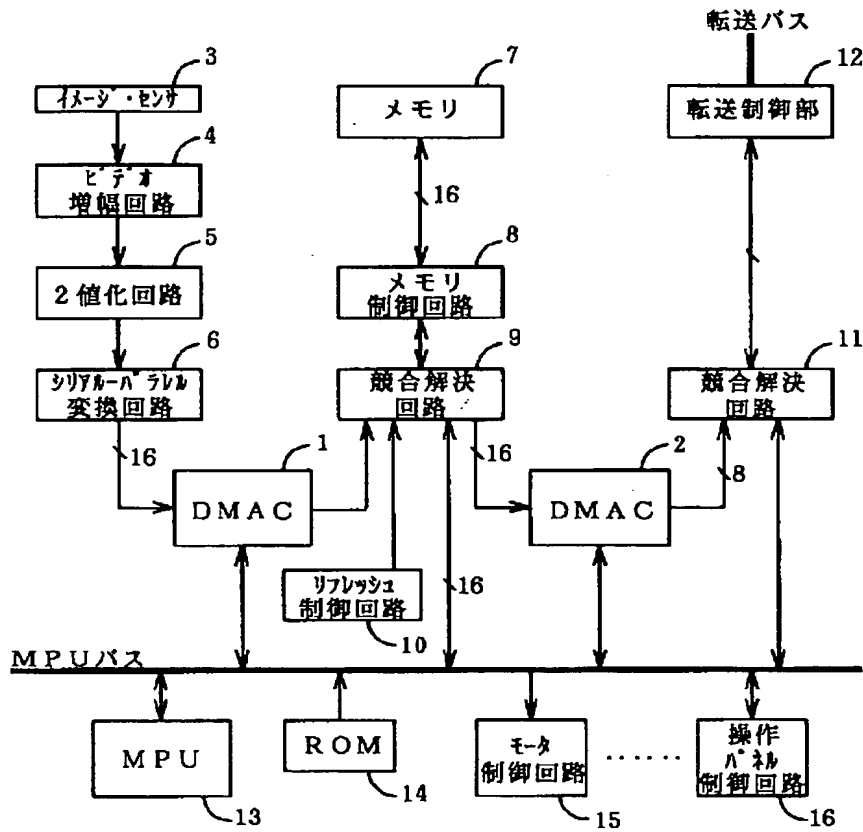 転送バス
3
7
12
イメージ・センサ
メモリ
転送制御部
4
ビデオ
増幅回路
16
5
8
2値化回路
メモリ
制御回路
6
9
11
シリアルーパラレル
変換回路
競合解決
回路
競合解決
回路
16
1
16
2
8
DMAC
DMAC
リフレッシュ
制御回路
16
10
MPUバス
MPU
ROM
モータ
制御回路
......
操作
パネル
制御回路
13
14
15
16